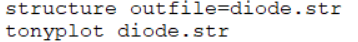 structure outfile=diode.str
tonyplot diode.str